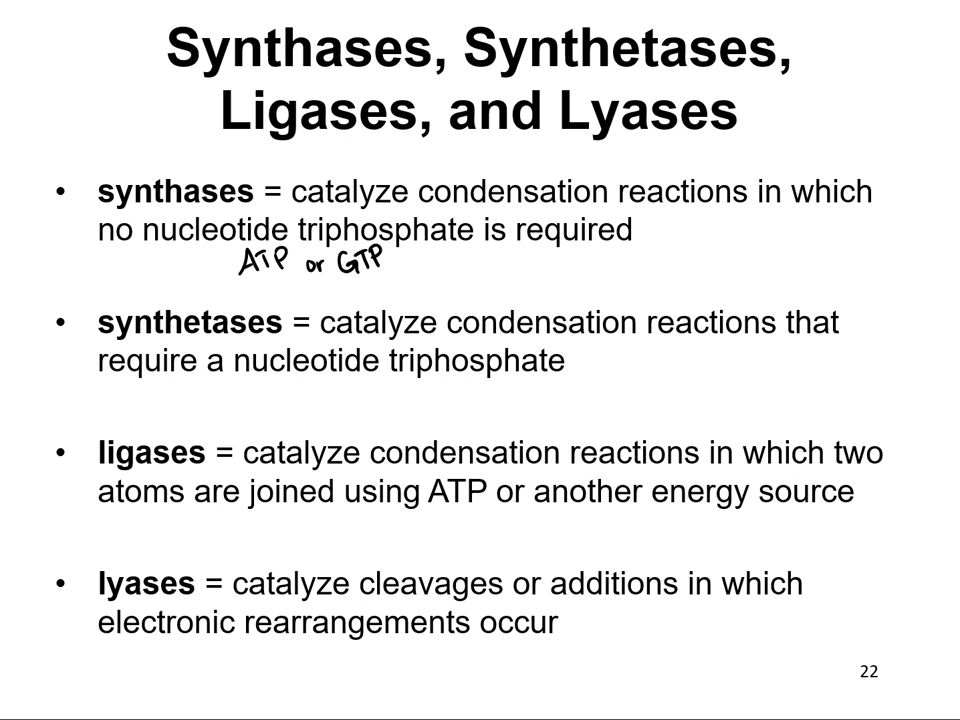 Synthases, Synthetases,
Ligases, and Lyases
• synthases = catalyze condensation reactions in which
no nucleotide triphosphate is required
ATP or GTP
• synthetases = catalyze condensation reactions that
require a nucleotide triphosphate
• ligases = catalyze condensation reactions in which two
atoms are joined using ATP or another energy source
• lyases = catalyze cleavages or additions in which
electronic rearrangements occur
22